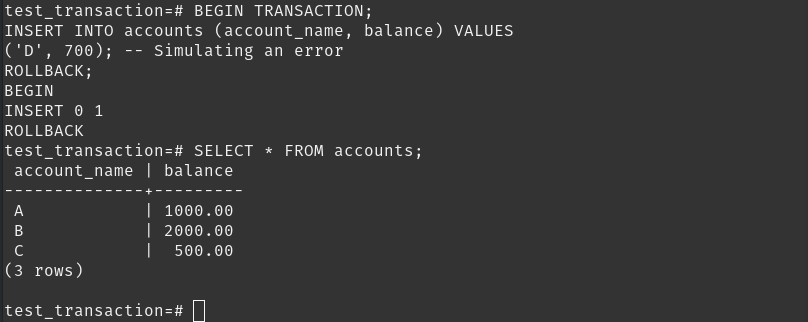 test_transaction=# BEGIN TRANSACTION;
INSERT INTO accounts (account_name, balance) VALUES
('D', 700); -- Simulating an error
ROLLBACK;
BEGIN
INSERT 0 1
ROLLBACK
test_transaction=# SELECT * FROM accounts;
 account_name | balance
--------------+---------
 A            | 1000.00
 B            | 2000.00
 C            |  500.00
(3 rows)
test_transaction=#